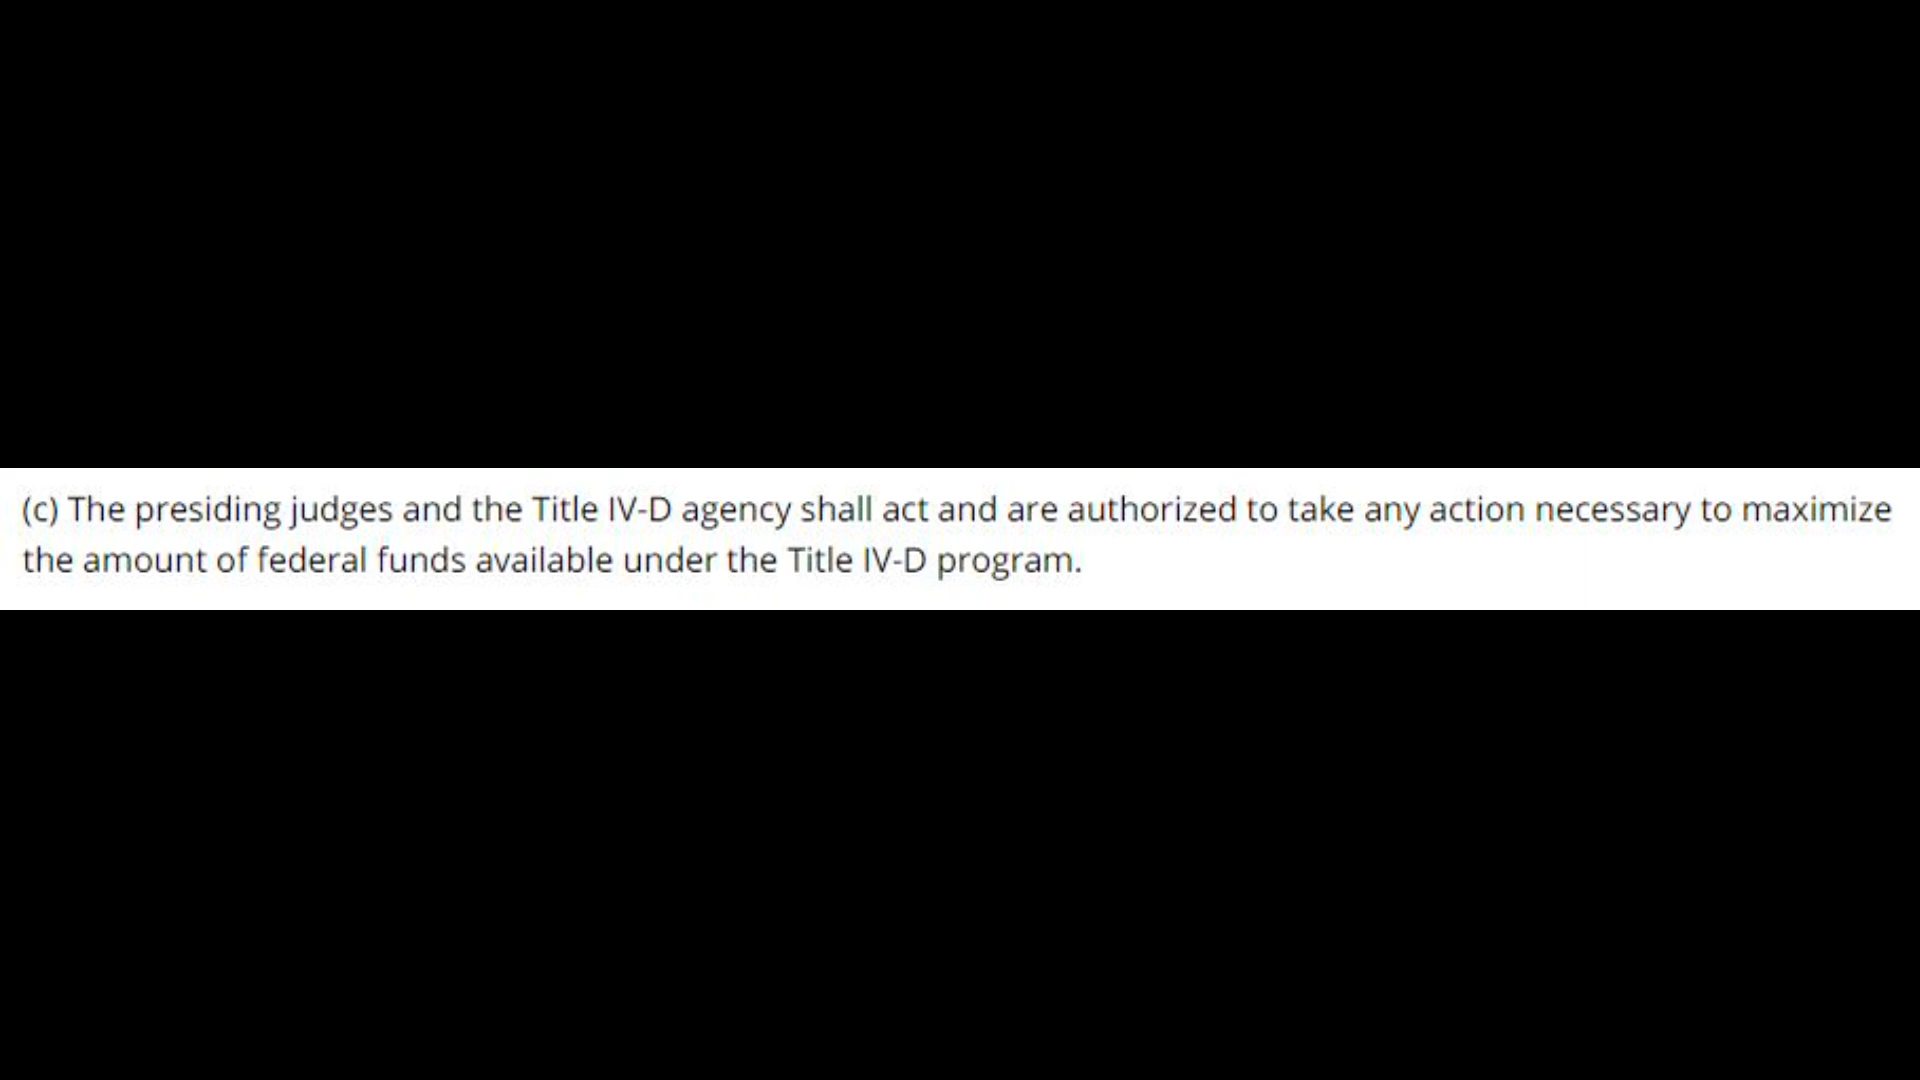 (c) The presiding judges and the Title IV-D agency shall act and are authorized to take any action necessary to maximize
the amount of federal funds available under the Title IV-D program.